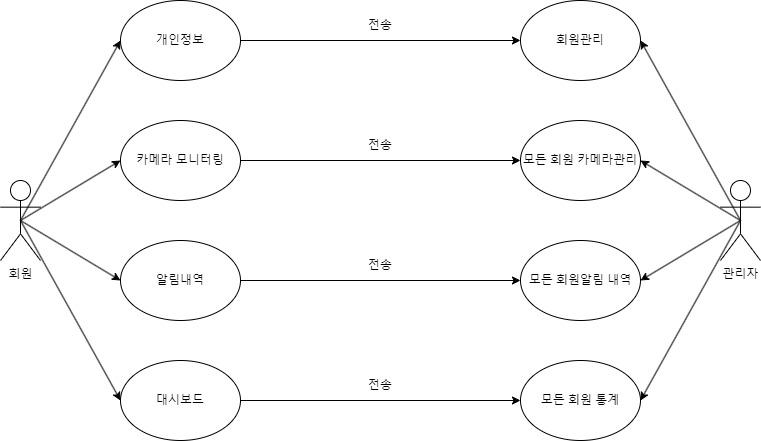 개인정보
전송
회원관리
카메라 모니터링
전송
모든 회원 카메라관리
회원
관리자
알림내역
전송
모든 회원알림 내역
대시보드
전송
모든 회원 통계